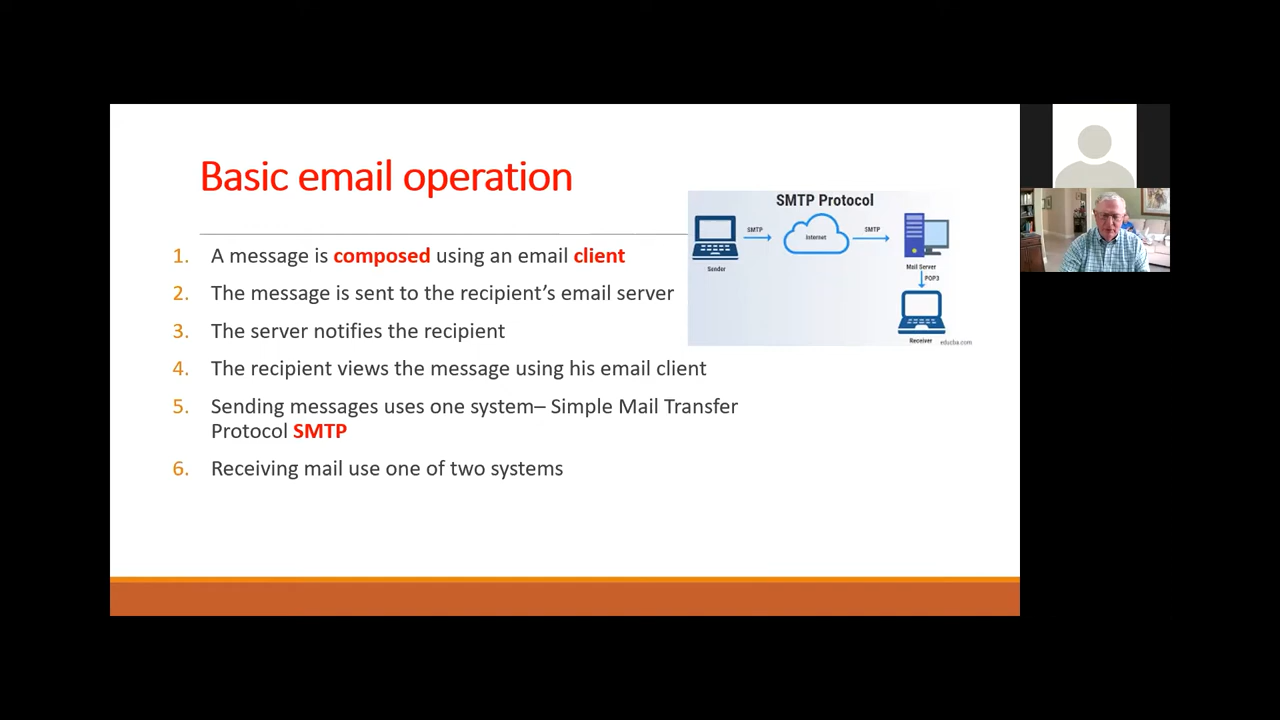 Basic email operation
1. A message is composed using an email client
2. The message is sent to the recipient’s email server
3. The server notifies the recipient
4. The recipient views the message using his email client
5. Sending messages uses one system– Simple Mail Transfer
Protocol SMTP
6. Receiving mail use one of two systems
SMTP Protocol
SMTP
Internet
SMTP
Sender
Mail Server
POP3
Receiver
educba.com